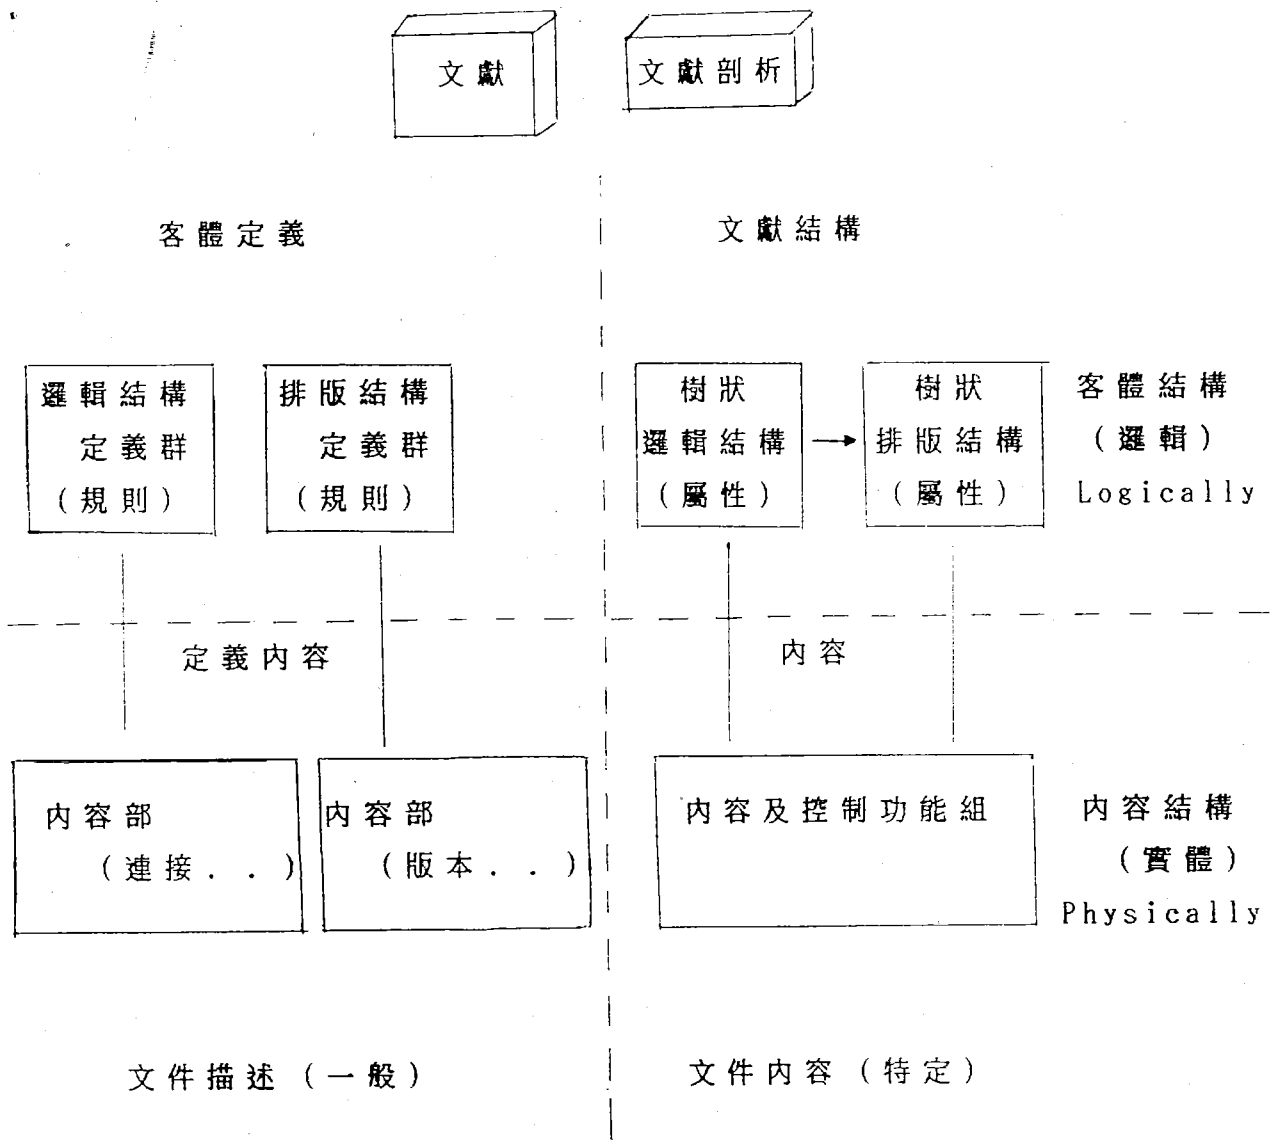 文獻
文獻剖析
客體定義
文獻結構
邏輯結構
定義群
(規則)
排版結構
定義群
(規則)
樹狀
邏輯結構
(屬性)
樹狀
排版結構
(屬性)
客體結構
(邏輯)
Logically
定義內容
內容
內容部
(連接..)
內容部
(版本..)
內容及控制功能組
內容結構
(實體)
Physically
文件描述(一般)
文件內容(特定)